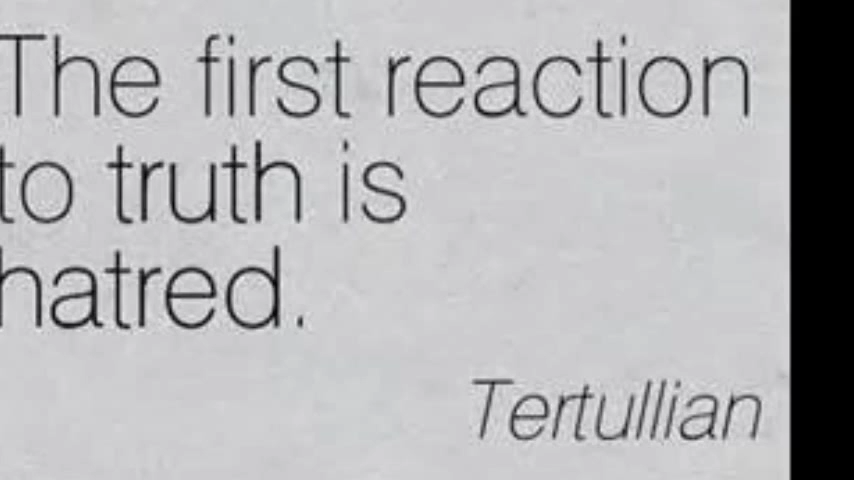 The first reaction
to truth is
hatred.
Tertullian